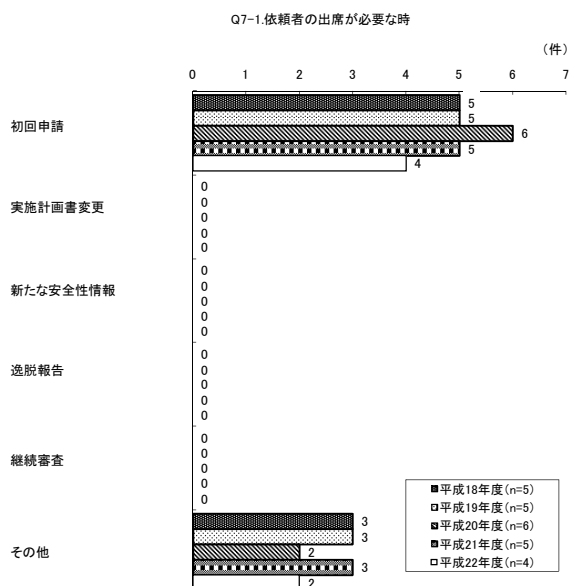 Q7-1.依頼者の出席が必要な時
（件）
0 1 2 3 4 5 6 7
初回申請
5
5
6
5
4
実施計画書変更
0
0
0
0
0
新たな安全性情報
0
0
0
0
0
逸脱報告
0
0
0
0
0
継続審査
0
0
0
0
0
その他
3
3
2
3
2
平成18年度（n=5）
平成19年度（n=5）
平成20年度（n=6）
平成21年度（n=5）
平成22年度（n=4）